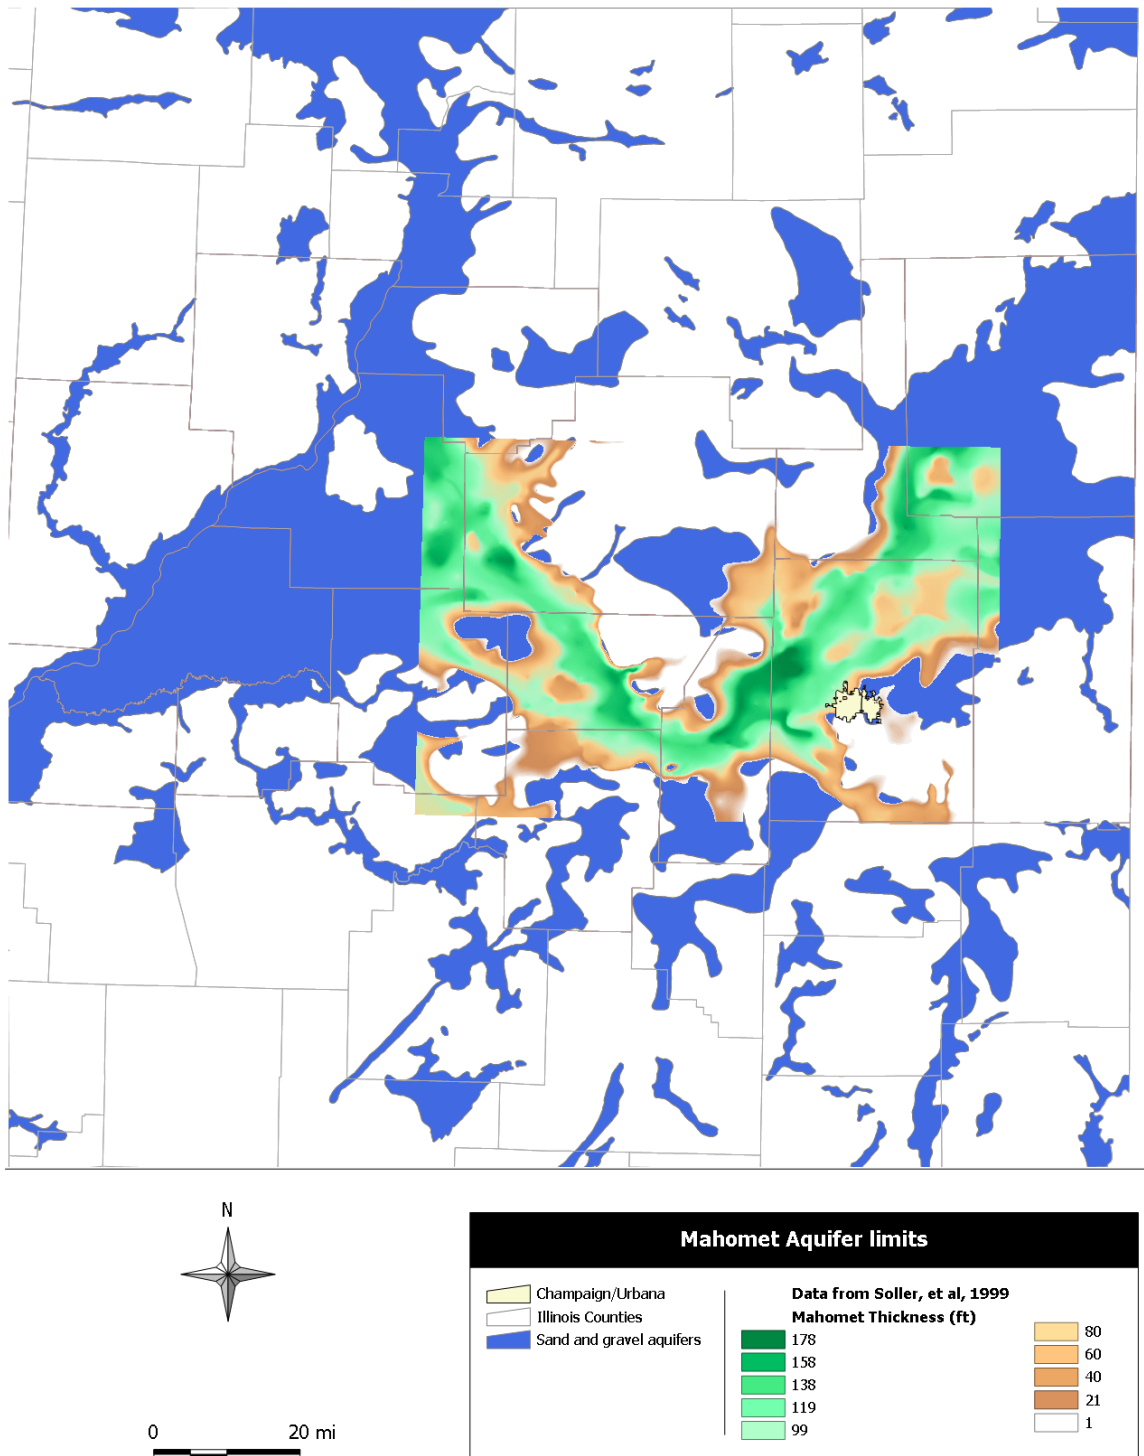 N
0 20 mi
Mahomet Aquifer limits
Champaign/Urbana
Illinois Counties
Sand and gravel aquifers
Data from Soller, et al, 1999
Mahomet Thickness (ft)
178
158
138
119
99
80
60
40
21
1